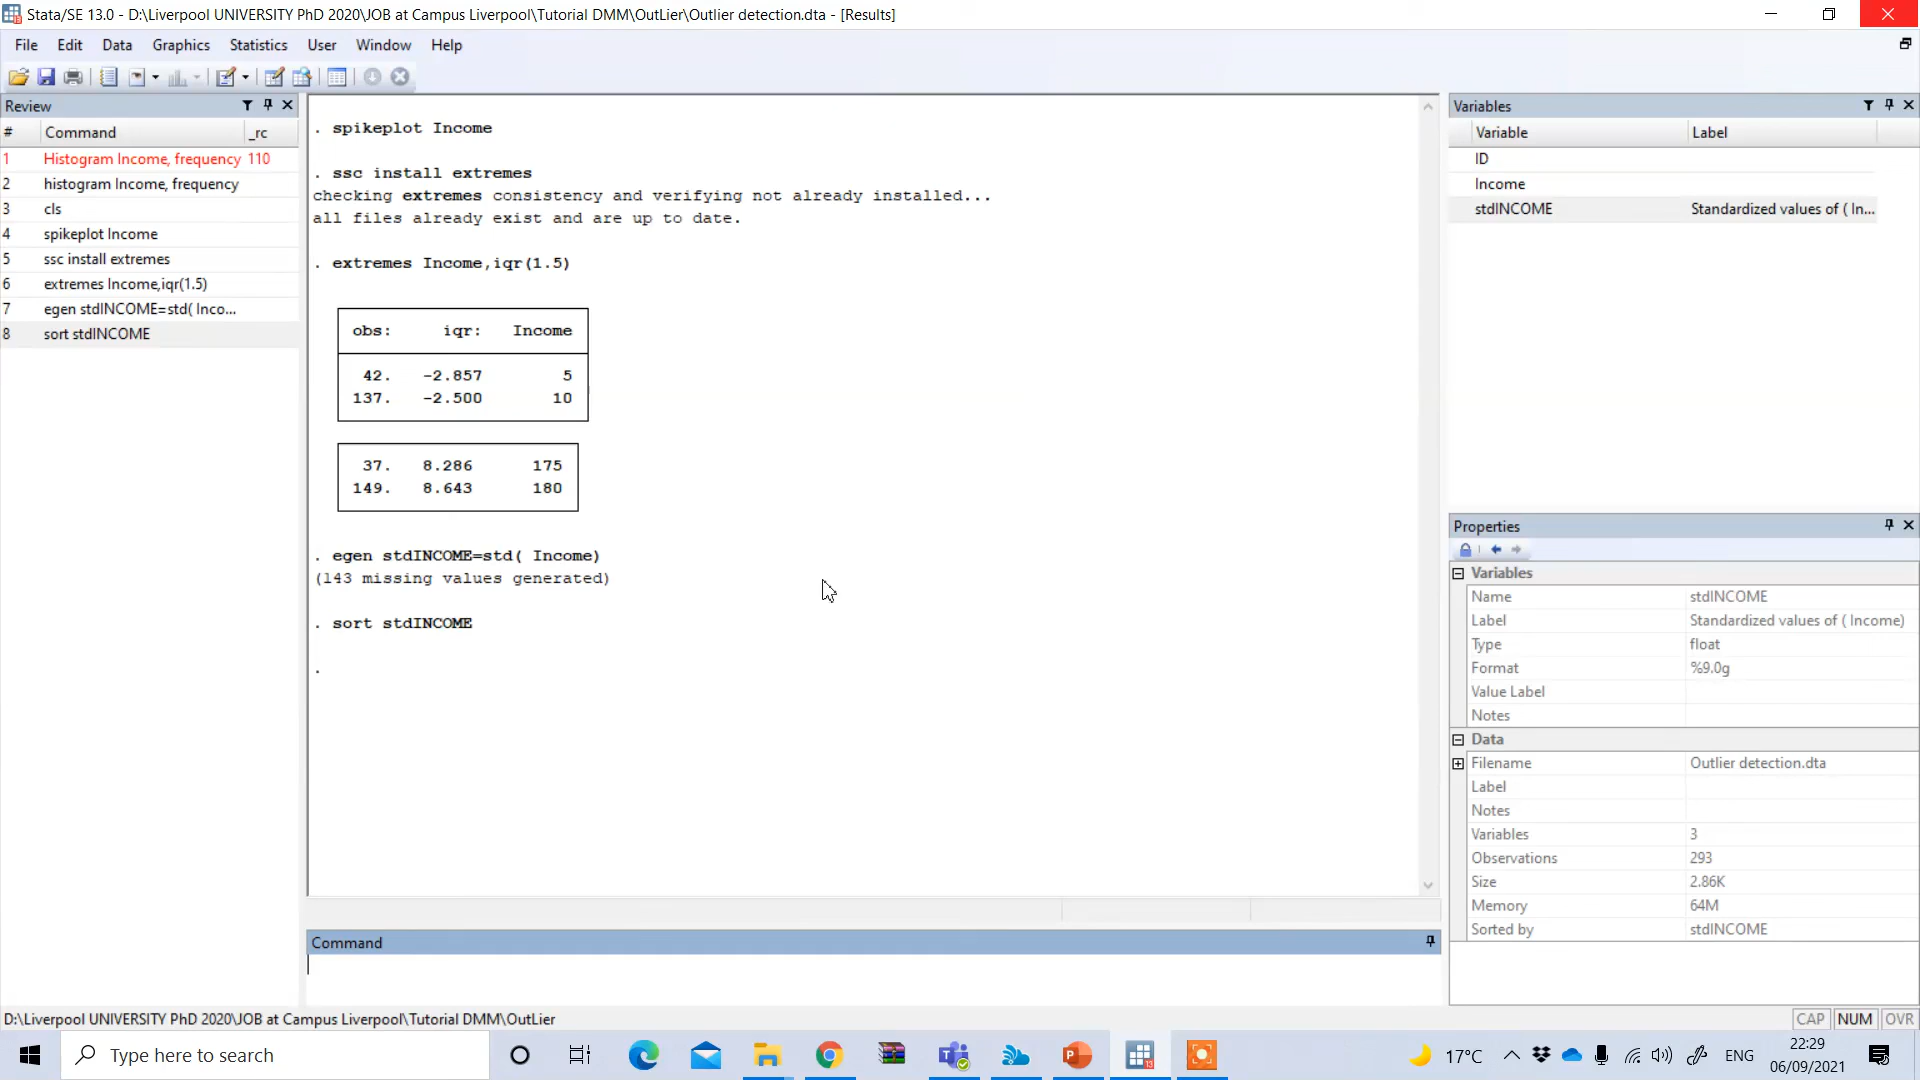 Stata/SE 13.0 - D:\Liverpool UNIVERSITY PhD 2020\JOB at Campus Liverpool\Tutorial DMM\OutLier\Outlier detection.dta - [Results]
File Edit Data Graphics Statistics User Window Help
Review
# Command _rc
1 Histogram Income, frequency 110
2 histogram Income, frequency
3 cls
4 spikeplot Income
5 ssc install extremes
6 extremes Income,iqr(1.5)
7 egen stdINCOME=std( Inco...
8 sort stdINCOME
. spikeplot Income
. ssc install extremes
checking extremes consistency and verifying not already installed...
all files already exist and are up to date.
. extremes Income,iqr(1.5)
obs: iqr: Income
42. -2.857 5
137. -2.500 10
37. 8.286 175
149. 8.643 180
. egen stdINCOME=std( Income)
(143 missing values generated)
. sort stdINCOME
.
Command
Variables
Variable Label
ID
Income
stdINCOME Standardized values of ( In...
Properties
Variables
Name stdINCOME
Label Standardized values of ( Income)
Type float
Format %9.0g
Value Label
Notes
Data
Filename Outlier detection.dta
Label
Notes
Variables 3
Observations 293
Size 2.86K
Memory 64M
Sorted by stdINCOME
D:\Liverpool UNIVERSITY PhD 2020\JOB at Campus Liverpool\Tutorial DMM\OutLier
CAP NUM OVR
Type here to search
17°C
ENG
22:29
06/09/2021